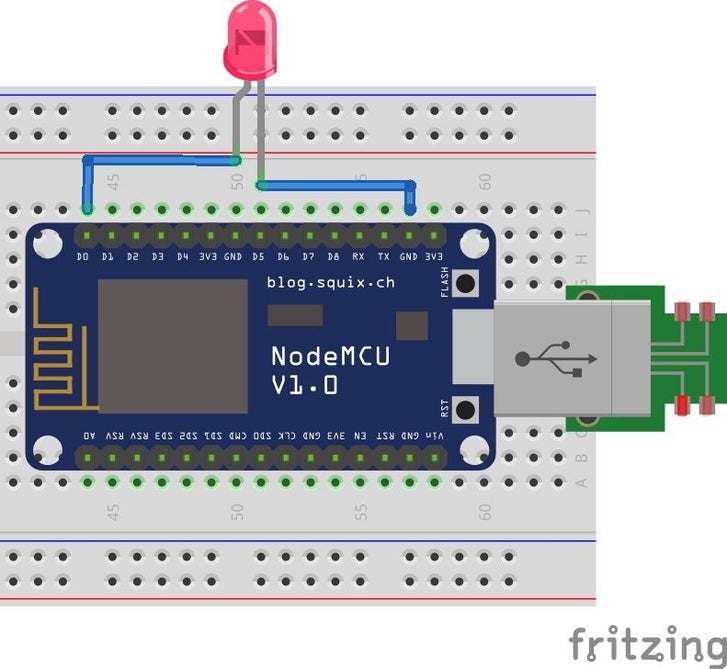 45 50 5 60
J
I
H
G
D0 D1 D2 D3 D4 3V3 GND D5 D6 D7 D8 RX TX GND 3V3
blog.squix.ch
FLASH
NodeMCU
V1.0
RST
A0 RSV RSV SD3 SD2 SD1 CMD SD0 CLK GND 3V3 EN RST GND Vin
C
B
A
45 50 55 60
fritzing